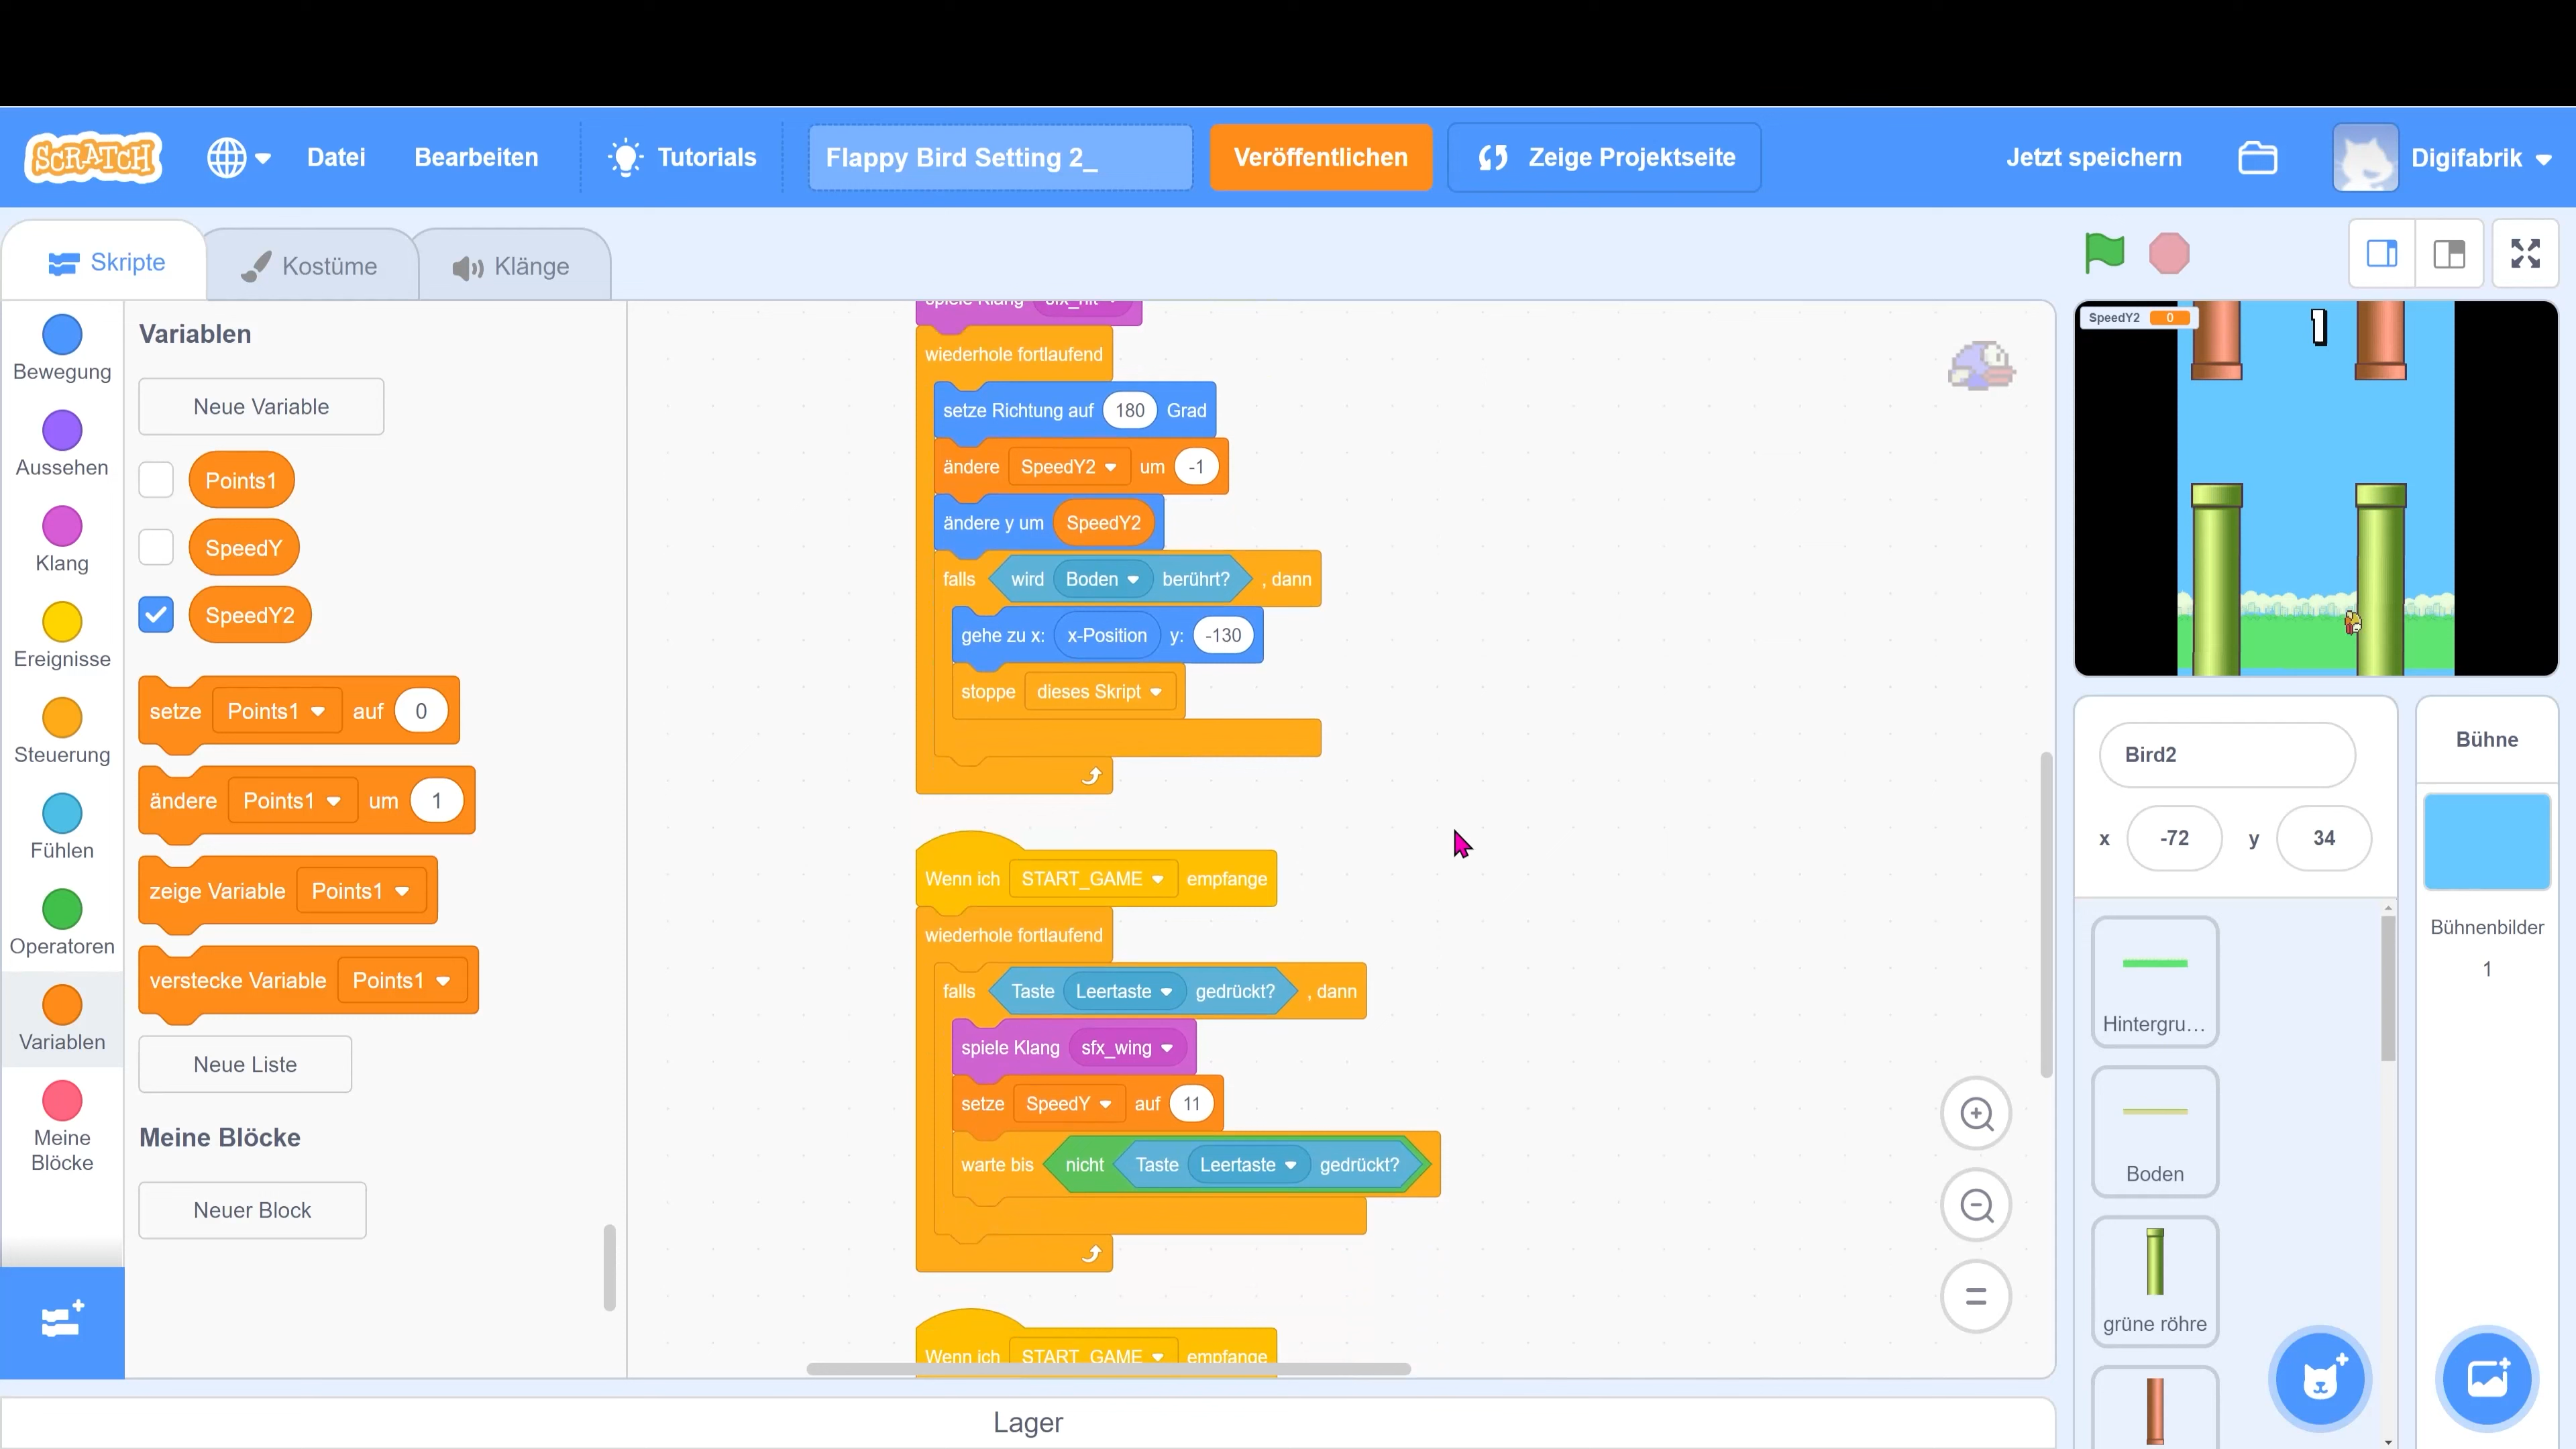 SCRATCH
Datei
Bearbeiten
Tutorials
Flappy Bird Setting 2_
Veröffentlichen
Zeige Projektseite
Jetzt speichern
Digifabrik
Skripte
Kostüme
Klänge
Bewegung
Aussehen
Klang
Ereignisse
Steuerung
Fühlen
Operatoren
Variablen
Meine
Blöcke
Variablen
Neue Variable
Points1
SpeedY
SpeedY2
setze Points1 auf 0
ändere Points1 um 1
zeige Variable Points1
verstecke Variable Points1
Neue Liste
Meine Blöcke
Neuer Block
spiele Klang sfx_hit
wiederhole fortlaufend
setze Richtung auf 180 Grad
ändere SpeedY2 um -1
ändere y um SpeedY2
falls wird Boden berührt? , dann
gehe zu x: x-Position y: -130
stoppe dieses Skript
Wenn ich START_GAME empfange
wiederhole fortlaufend
falls Taste Leertaste gedrückt? , dann
spiele Klang sfx_wing
setze SpeedY auf 11
warte bis nicht Taste Leertaste gedrückt?
Wenn ich START_GAME empfange
Lager
SpeedY2 0
1
Bird2
x -72 y 34
Hintergru...
Boden
grüne röhre
Bühne
Bühnenbilder
1